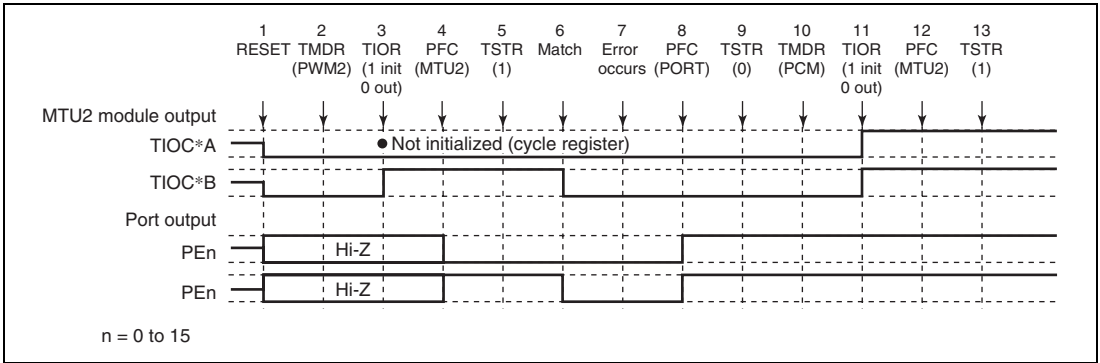 1 2 3 4 5 6 7 8 9 10 11 12 13
RESET TMDR TIOR PFC TSTR Match Error PFC TSTR TMDR TIOR PFC TSTR
(PWM2) (1 init (MTU2) (1) occurs (PORT) (0) (PCM) (1 init (MTU2) (1)
0 out) 0 out)
MTU2 module output
TIOC*A
● Not initialized (cycle register)
TIOC*B
Port output
PEn
Hi-Z
PEn
Hi-Z
n = 0 to 15